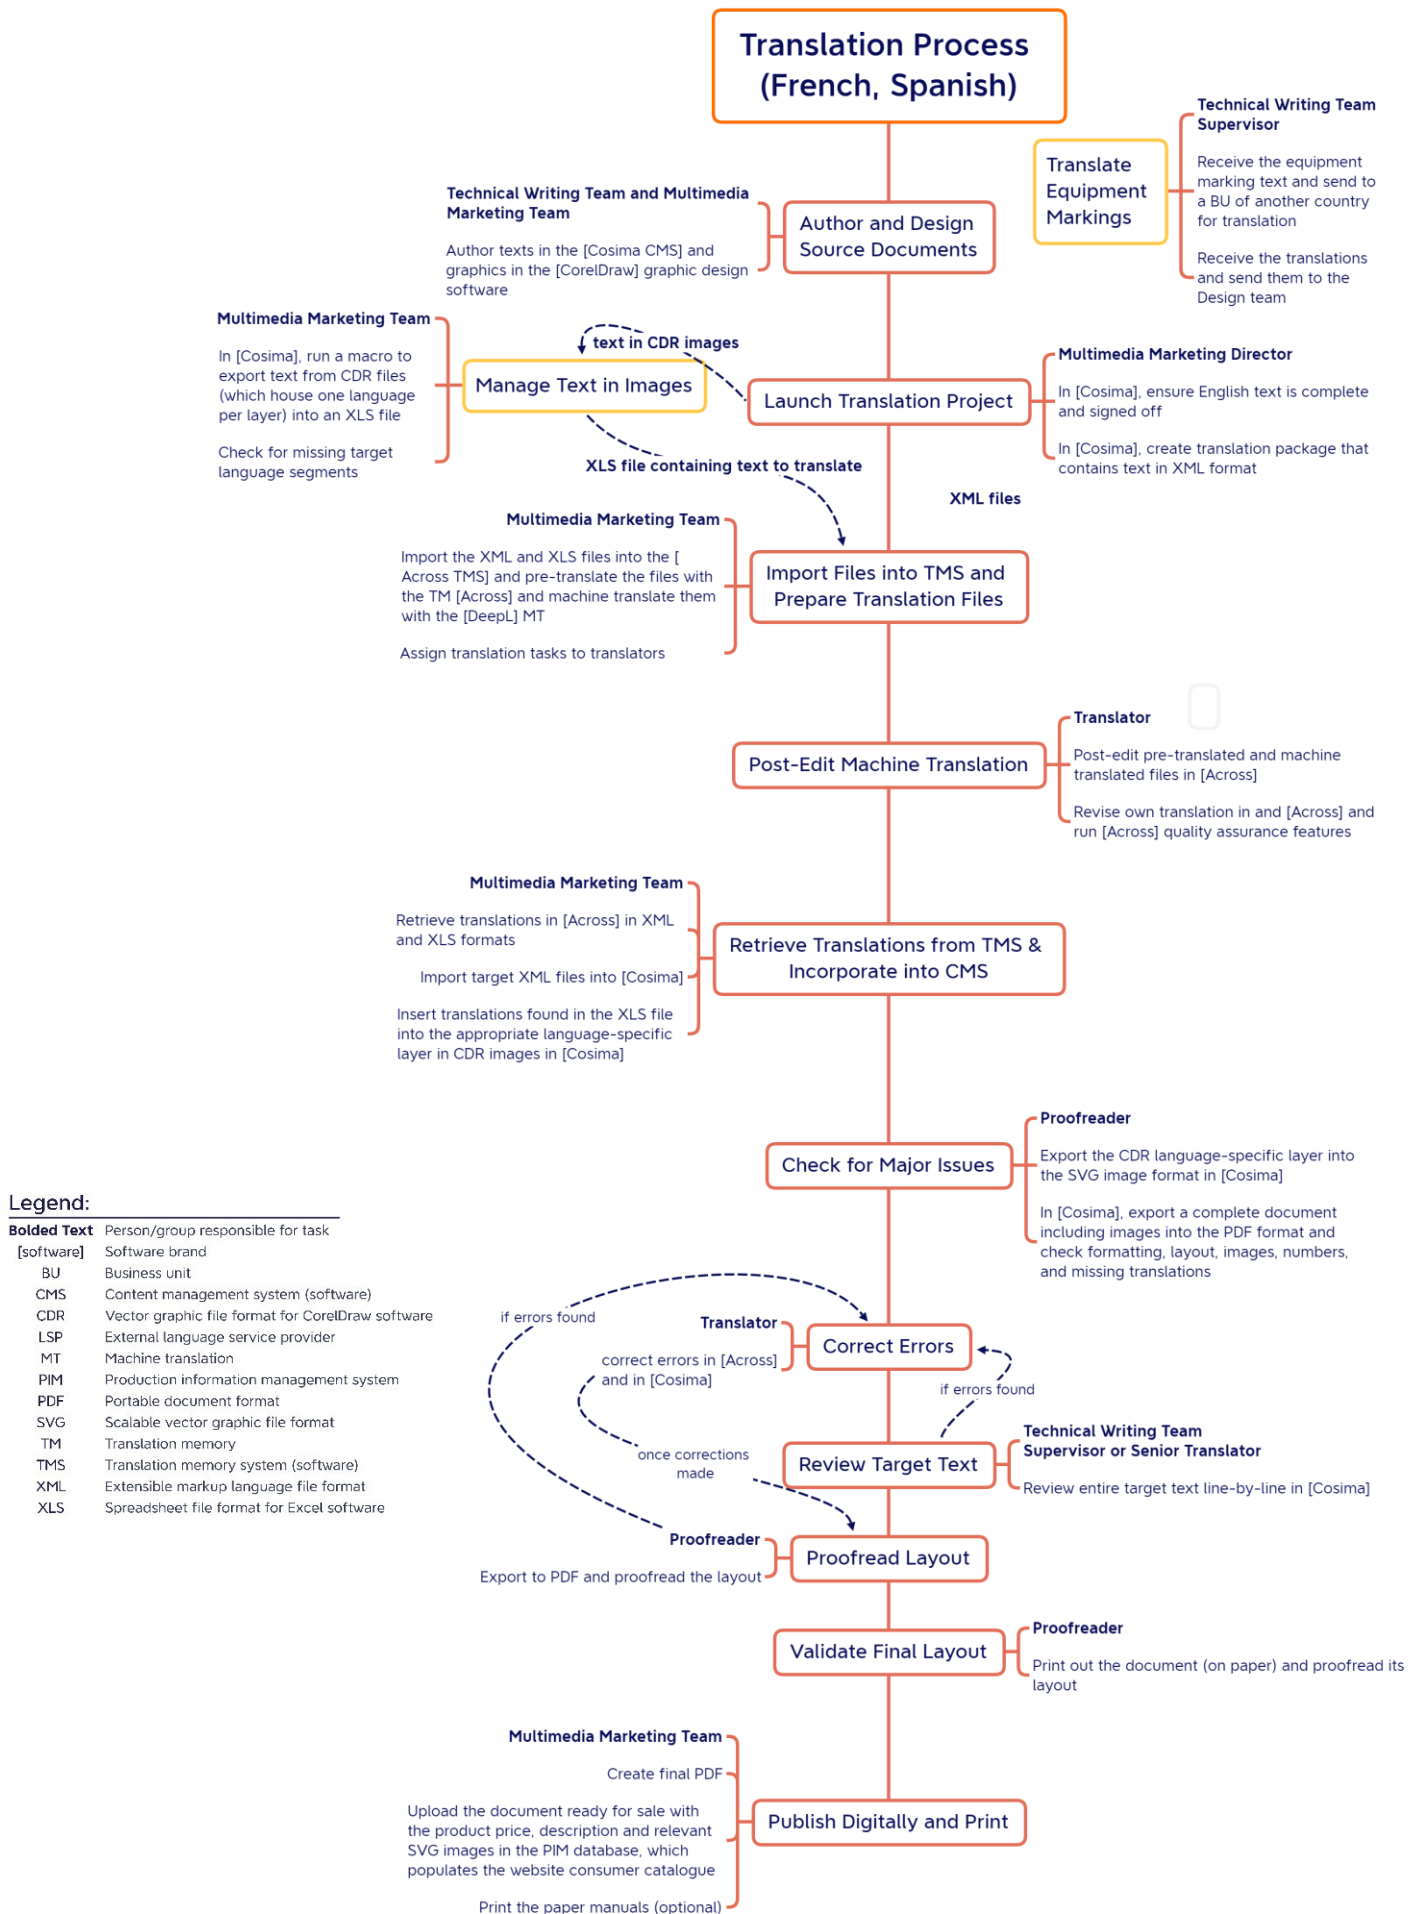 Translation Process
(French, Spanish)
Technical Writing Team
Supervisor
Translate
Equipment
Markings
Receive the equipment
marking text and send to
a BU of another country
for translation
Receive the translations
and send them to the
Design team
Technical Writing Team and Multimedia
Marketing Team
Author and Design
Source Documents
Author texts in the [Cosima CMS] and
graphics in the [CorelDraw] graphic design
software
Multimedia Marketing Team
In [Cosima], run a macro to
export text from CDR files
(which house one language
per layer) into an XLS file
Check for missing target
language segments
text in CDR images
Manage Text in Images
Launch Translation Project
Multimedia Marketing Director
In [Cosima], ensure English text is complete
and signed off
In [Cosima], create translation package that
contains text in XML format
XLS file containing text to translate
XML files
Multimedia Marketing Team
Import the XML and XLS files into the [
Across TMS] and pre-translate the files with
the TM [Across] and machine translate them
with the [DeepL] MT
Assign translation tasks to translators
Import Files into TMS and
Prepare Translation Files
Translator
Post-Edit Machine Translation
Post-edit pre-translated and machine
translated files in [Across]
Revise own translation in and [Across] and
run [Across] quality assurance features
Multimedia Marketing Team
Retrieve translations in [Across] in XML
and XLS formats
Import target XML files into [Cosima]
Insert translations found in the XLS file
into the appropriate language-specific
layer in CDR images in [Cosima]
Retrieve Translations from TMS &
Incorporate into CMS
Proofreader
Check for Major Issues
Export the CDR language-specific layer into
the SVG image format in [Cosima]
In [Cosima], export a complete document
including images into the PDF format and
check formatting, layout, images, numbers,
and missing translations
Legend:
Bolded Text Person/group responsible for task
[software] Software brand
BU Business unit
CMS Content management system (software)
CDR Vector graphic file format for CorelDraw software
LSP External language service provider
MT Machine translation
PIM Production information management system
PDF Portable document format
SVG Scalable vector graphic file format
TM Translation memory
TMS Translation memory system (software)
XML Extensible markup language file format
XLS Spreadsheet file format for Excel software
if errors found
Translator
correct errors in [Across]
and in [Cosima]
Correct Errors
if errors found
once corrections
made
Review Target Text
Technical Writing Team
Supervisor or Senior Translator
Review entire target text line-by-line in [Cosima]
Proofreader
Export to PDF and proofread the layout
Proofread Layout
Validate Final Layout
Proofreader
Print out the document (on paper) and proofread its
layout
Multimedia Marketing Team
Create final PDF
Upload the document ready for sale with
the product price, description and relevant
SVG images in the PIM database, which
populates the website consumer catalogue
Print the paper manuals (optional)
Publish Digitally and Print